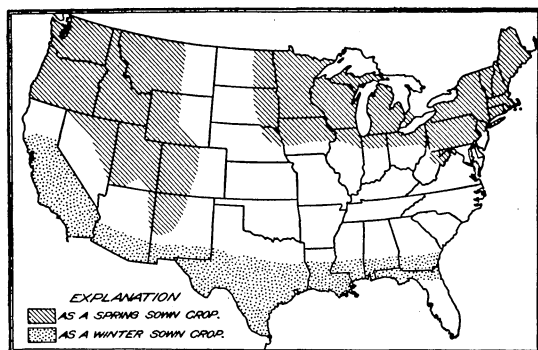 EXPLANATION
AS A SPRING SOWN CROP.
AS A WINTER SOWN CROP.